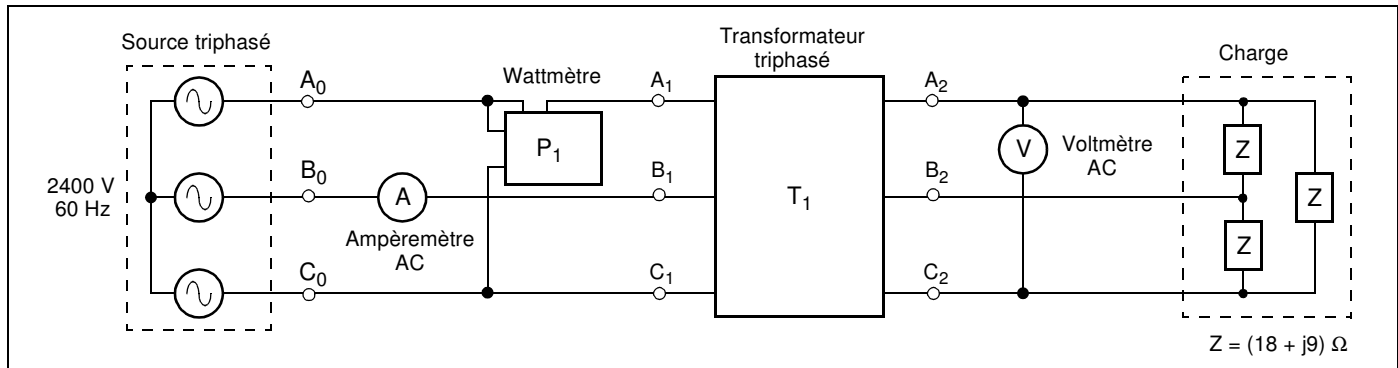 Source triphasé
2400 V
60 Hz
A0
B0
C0
A
Ampèremètre
AC
Wattmètre
P1
A1
B1
C1
Transformateur
triphasé
T1
A2
B2
C2
V
Voltmètre
AC
Charge
Z
Z
Z
Z = (18 + j9) Ω